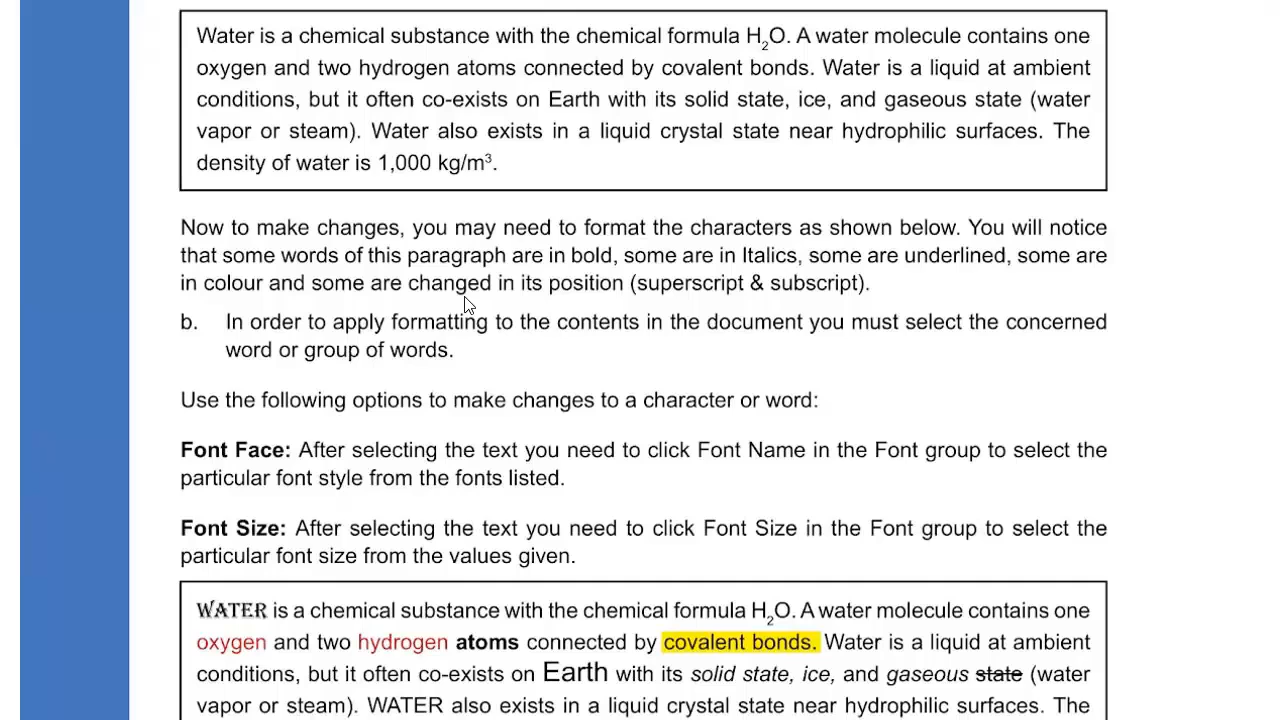 Water is a chemical substance with the chemical formula H₂O. A water molecule contains one
oxygen and two hydrogen atoms connected by covalent bonds. Water is a liquid at ambient
conditions, but it often co-exists on Earth with its solid state, ice, and gaseous state (water
vapor or steam). Water also exists in a liquid crystal state near hydrophilic surfaces. The
density of water is 1,000 kg/m³.
Now to make changes, you may need to format the characters as shown below. You will notice
that some words of this paragraph are in bold, some are in Italics, some are underlined, some are
in colour and some are changed in its position (superscript & subscript).
b. In order to apply formatting to the contents in the document you must select the concerned
word or group of words.
Use the following options to make changes to a character or word:
Font Face: After selecting the text you need to click Font Name in the Font group to select the
particular font style from the fonts listed.
Font Size: After selecting the text you need to click Font Size in the Font group to select the
particular font size from the values given.
WATER is a chemical substance with the chemical formula H₂O. A water molecule contains one
oxygen and two hydrogen atoms connected by covalent bonds. Water is a liquid at ambient
conditions, but it often co-exists on Earth with its solid state, ice, and gaseous state (water
vapor or steam). WATER also exists in a liquid crystal state near hydrophilic surfaces. The